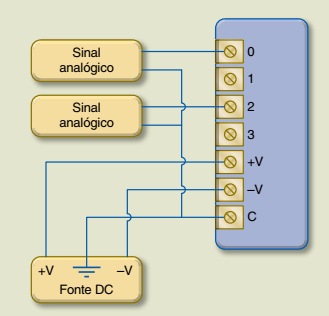 Sinal
analógico
Sinal
analógico
0
1
2
3
+V
–V
C
+V –V
Fonte DC